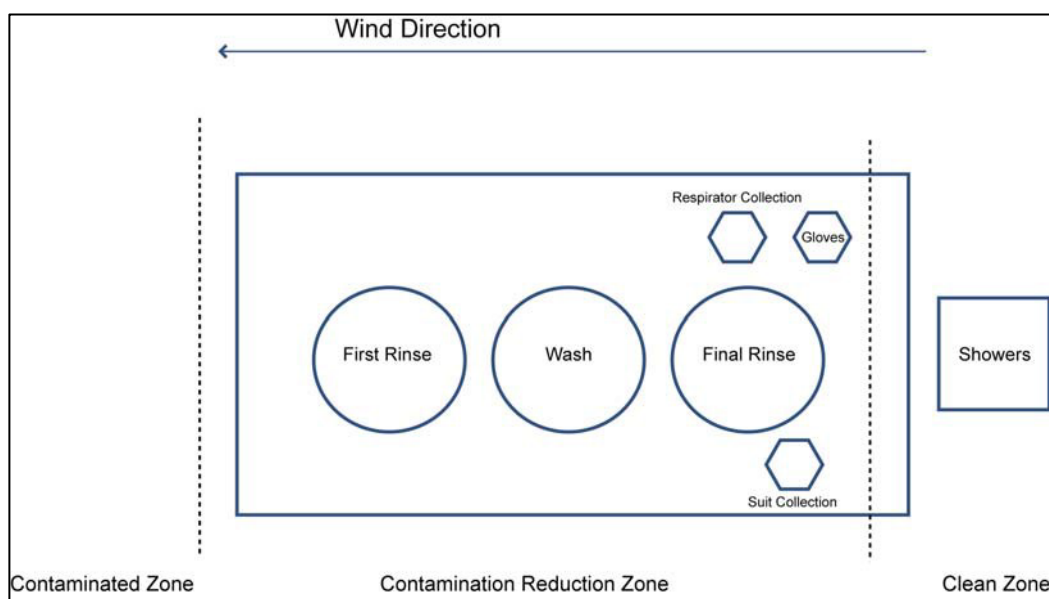 Wind Direction
Respirator Collection
Gloves
First Rinse
Wash
Final Rinse
Showers
Suit Collection
Contaminated Zone
Contamination Reduction Zone
Clean Zone